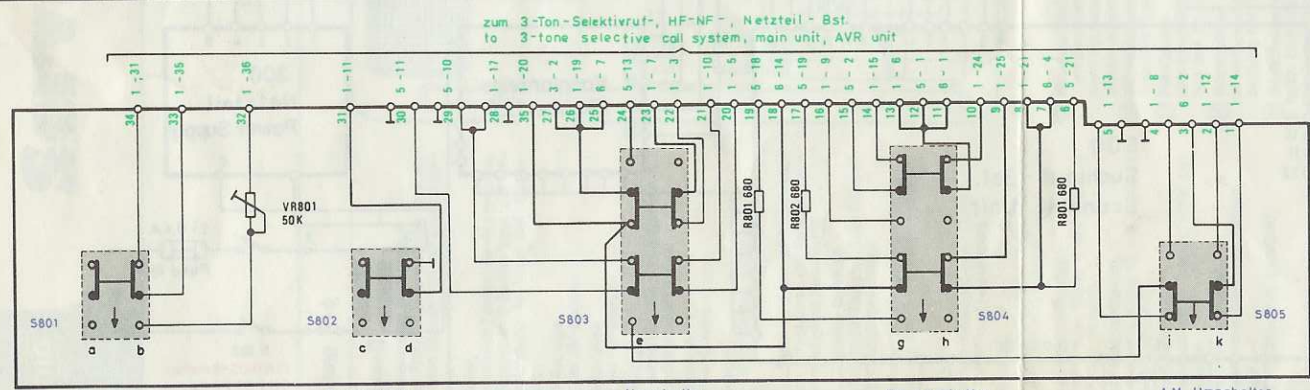 zum 3-Ton-Selektivruf-, HF-NF-, Netzteil-Bst.
to 3-tone selective call system, main unit, AVR unit
1-31 1-35 1-36 1-11 5-11 5-10 1-17 1-20 3-2 1-19 6-7 5-13 1-7 1-3 1-10 1-5 5-18 6-14 5-19 1-9 5-2 1-15 6-5 5-1 6-1 1-24 1-25 8-21 6-4 5-21 1-13 1-8 6-2 1-12 1-14
34 33 32 31 30 29 28 35 27 26 25 24 23 22 21 20 19 18 17 16 15 14 13 12 11 10 9 8 7 6 5 4 3 2 1
VR801
50K
R801 680
R802 680
R801 680
S801
S802
S803
S804
S805
a b
c d
e
g h
i k